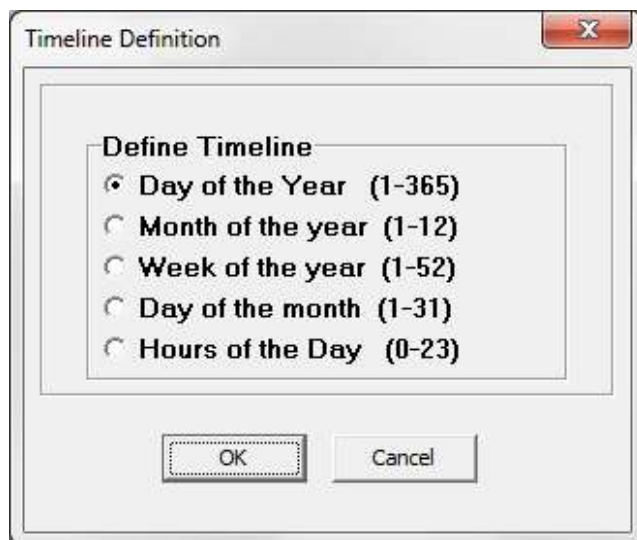 Timeline Definition
Define Timeline
Day of the Year (1-365)
Month of the year (1-12)
Week of the year (1-52)
Day of the month (1-31)
Hours of the Day (0-23)
OK
Cancel